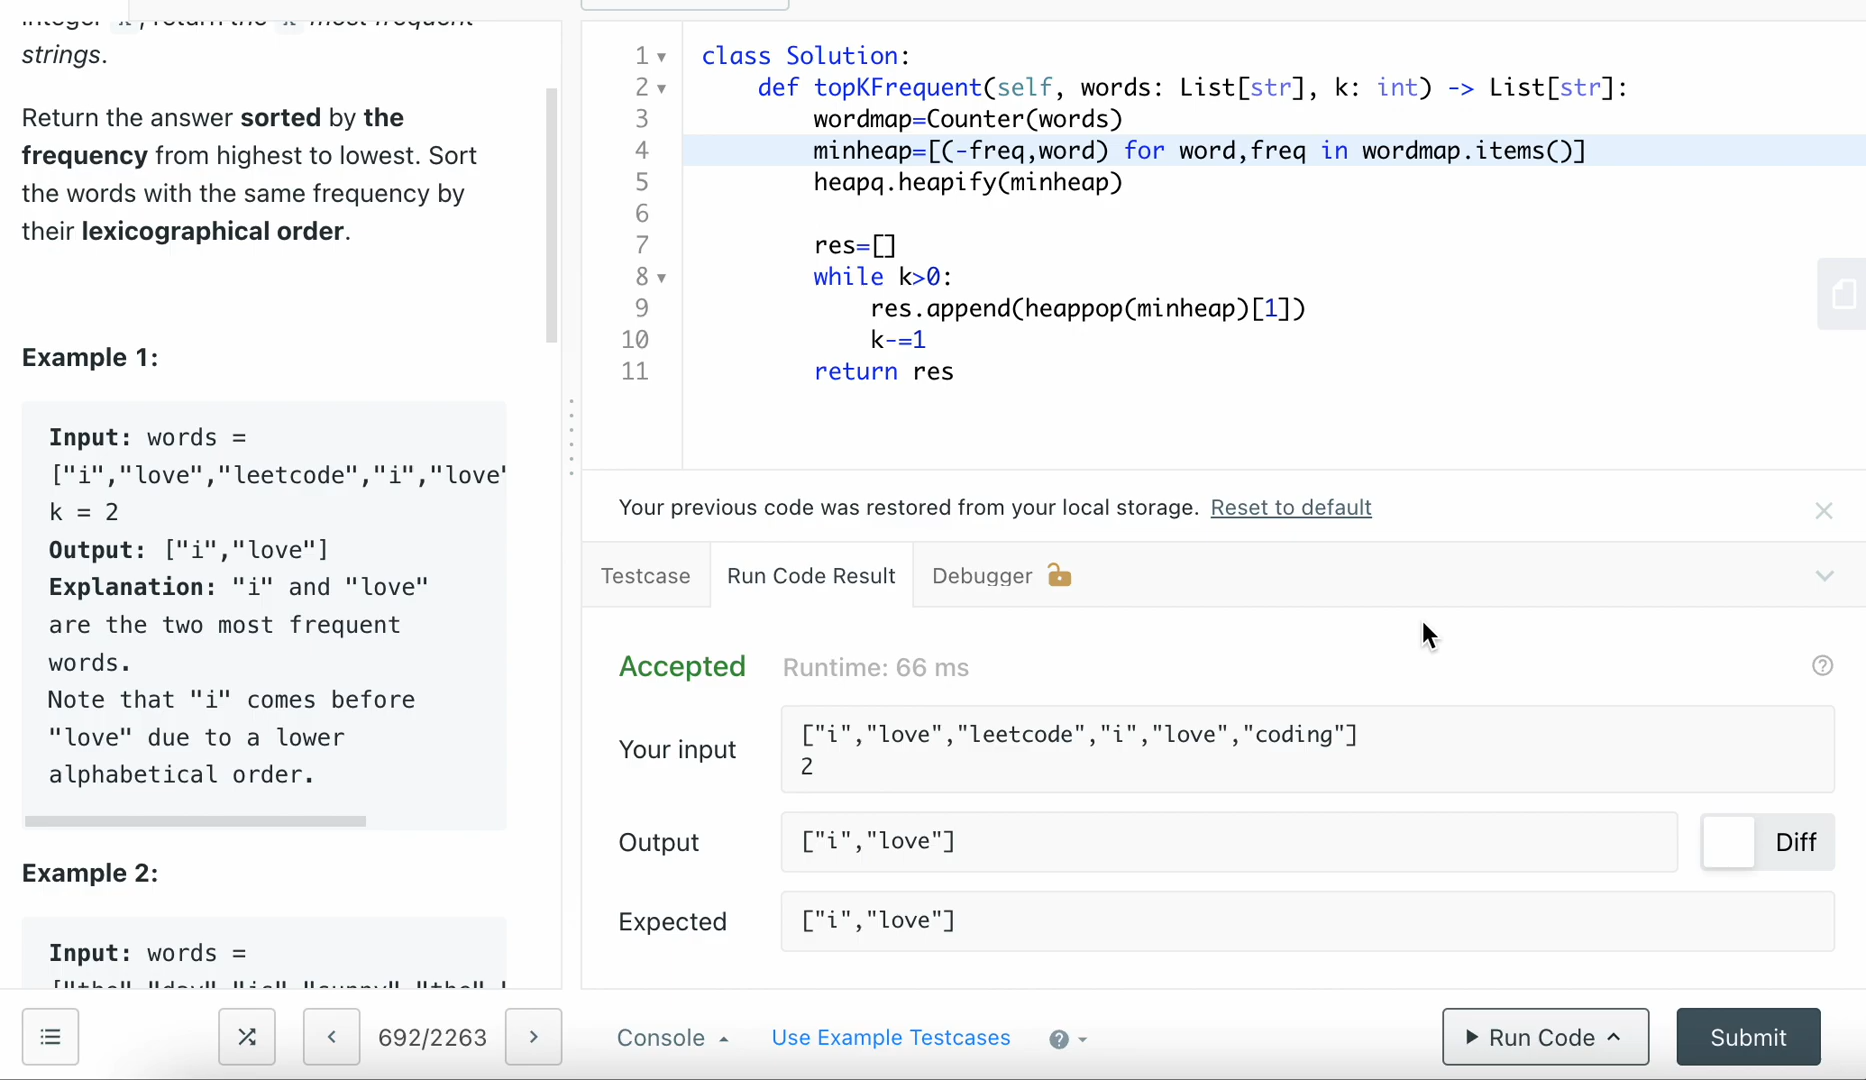 strings.
Return the answer sorted by the
frequency from highest to lowest. Sort
the words with the same frequency by
their lexicographical order.
Example 1:
Input: words =
["i","love","leetcode","i","love"
k = 2
Output: ["i","love"]
Explanation: "i" and "love"
are the two most frequent
words.
Note that "i" comes before
"love" due to a lower
alphabetical order.
Example 2:
Input: words =
["the","day","is","sunny","the",
692/2263
1 class Solution:
2 def topKFrequent(self, words: List[str], k: int) -> List[str]:
3 wordmap=Counter(words)
4 minheap=[(-freq,word) for word,freq in wordmap.items()]
5 heapq.heapify(minheap)
6
7 res=[]
8 while k>0:
9 res.append(heappop(minheap)[1])
10 k-=1
11 return res
Your previous code was restored from your local storage. Reset to default
Testcase Run Code Result Debugger
Accepted Runtime: 66 ms
Your input
["i","love","leetcode","i","love","coding"]
2
Output ["i","love"] Diff
Expected ["i","love"]
Console Use Example Testcases Run Code Submit